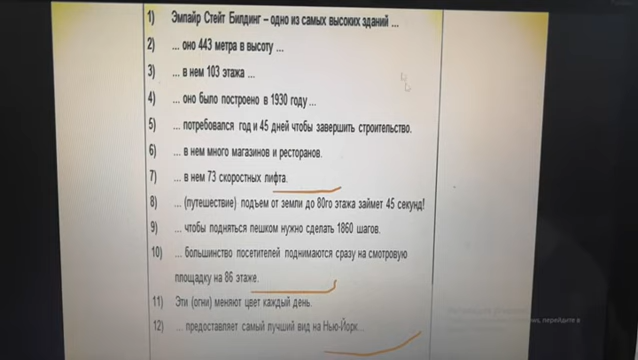 1) Эмпайр Стейт Билдинг – одно из самых высоких зданий ...
2) ... оно 443 метра в высоту ...
3) ... в нем 103 этажа ...
4) ... оно было построено в 1930 году ...
5) ... потребовался год и 45 дней чтобы завершить строительство.
6) ... в нем много магазинов и ресторанов.
7) ... в нем 73 скоростных лифта.
8) ... (путешествие) подъем от земли до 80го этажа займет 45 секунд!
9) ... чтобы подняться пешком нужно сделать 1860 шагов.
10) ... большинство посетителей поднимаются сразу на смотровую
площадку на 86 этаже.
11) Эти (огни) меняют цвет каждый день.
12) ... предоставляет самый лучший вид на Нью-Йорк...
перейдите в